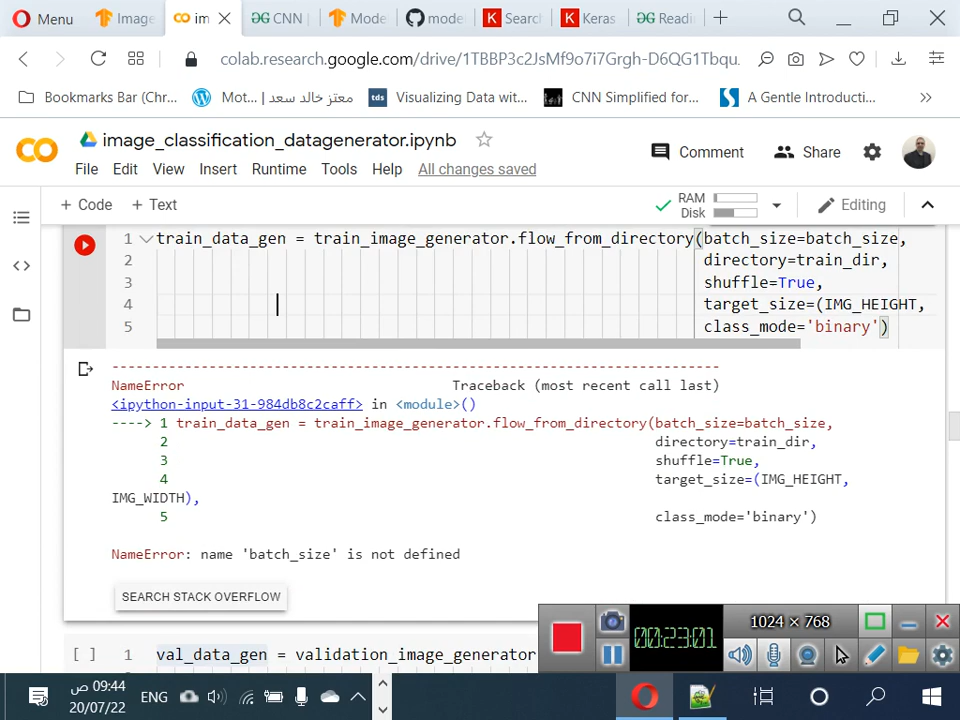 Menu
Image
im
CNN
Mode
mode
Searc
Keras
Readi
colab.research.google.com/drive/1TBBP3c2JsMf9o7i7Grgh-D6QG1Tbqu.
Bookmarks Bar (Chr...
Mot... | معتز خالد سعد
tds
Visualizing Data wit...
CNN Simplified for...
A Gentle Introducti...
image_classification_datagenerator.ipynb
File Edit View Insert Runtime Tools Help All changes saved
Comment
Share
+ Code + Text
RAM
Disk
Editing
1 train_data_gen = train_image_generator.flow_from_directory(batch_size=batch_size,
2 directory=train_dir,
3 shuffle=True,
4 target_size=(IMG_HEIGHT,
5 class_mode='binary')
---------------------------------------------------------------------------
NameError Traceback (most recent call last)
<ipython-input-31-984db8c2caff> in <module>()
----> 1 train_data_gen = train_image_generator.flow_from_directory(batch_size=batch_size,
2 directory=train_dir,
3 shuffle=True,
4 target_size=(IMG_HEIGHT,
IMG_WIDTH),
5 class_mode='binary')
NameError: name 'batch_size' is not defined
SEARCH STACK OVERFLOW
[ ] 1 val_data_gen = validation_image_generator
00:23:01
1024 × 768
09:44 ص
20/07/22
ENG